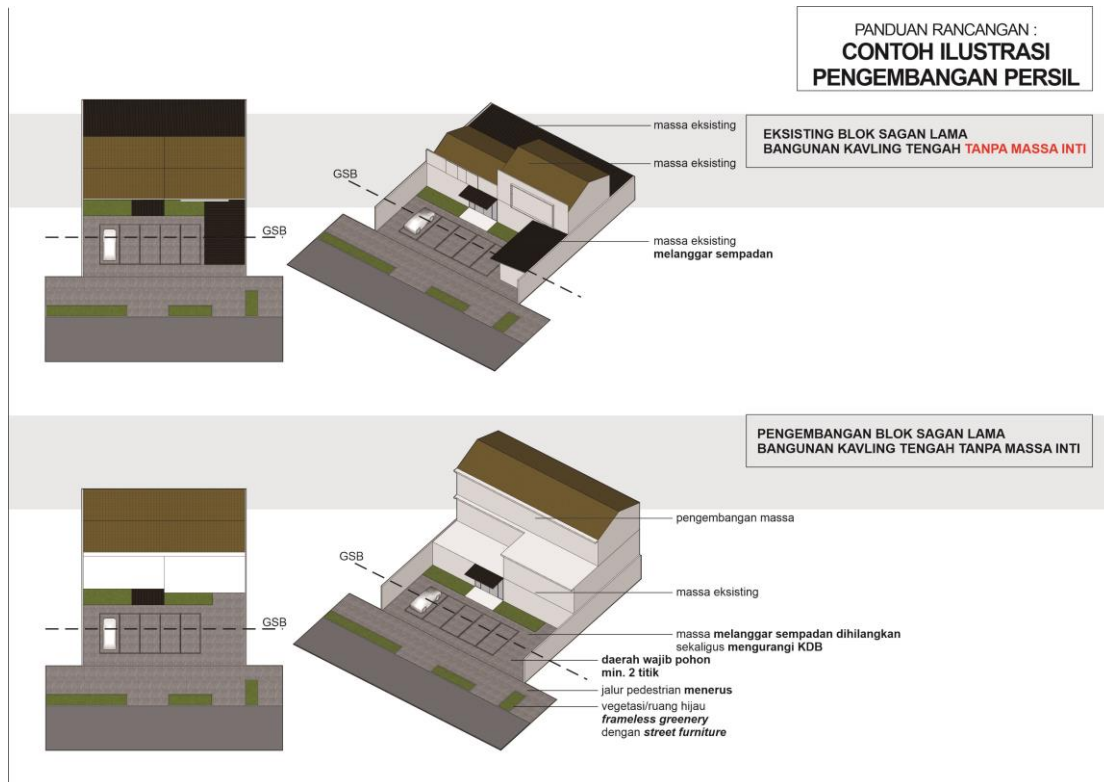 PANDUAN RANCANGAN :
CONTOH ILUSTRASI
PENGEMBANGAN PERSIL
EKSISTING BLOK SAGAN LAMA
BANGUNAN KAVLING TENGAH TANPA MASSA INTI
massa eksisting
massa eksisting
GSB
GSB
massa eksisting
melanggar sempadan
PENGEMBANGAN BLOK SAGAN LAMA
BANGUNAN KAVLING TENGAH TANPA MASSA INTI
pengembangan massa
GSB
massa eksisting
GSB
massa melanggar sempadan dihilangkan
sekaligus mengurangi KDB
daerah wajib pohon
min. 2 titik
jalur pedestrian menerus
vegetasi/ruang hijau
frameless greenery
dengan street furniture